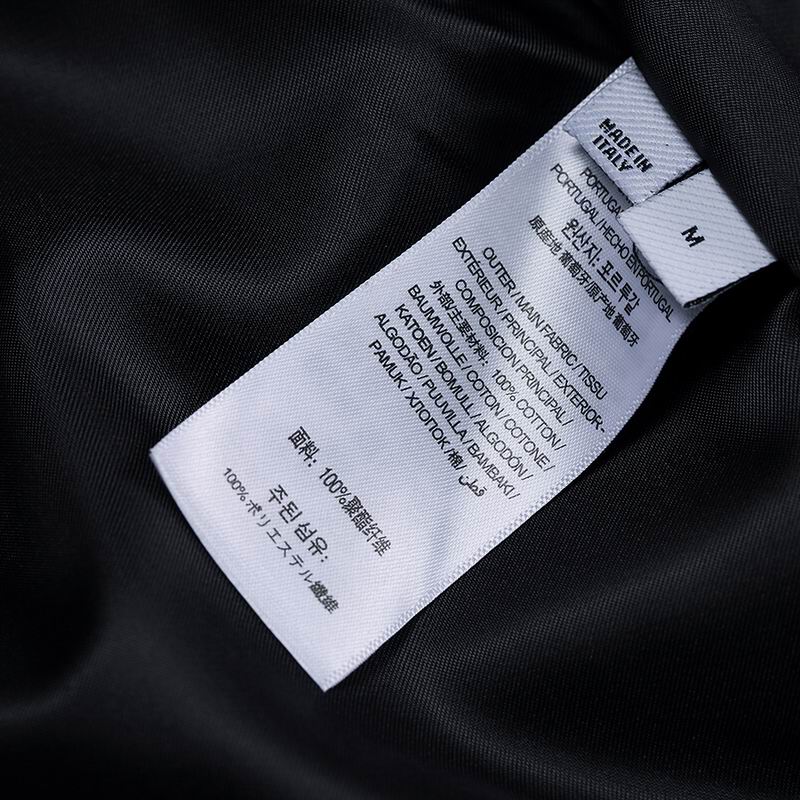 MADE IN
ITALY
M
PORTUGAL/HECHO EN PORTUGAL
원산지: 포르투갈
原産地 葡萄牙/原产地 葡萄牙
OUTER / MAIN FABRIC / TISSU
EXTÉRIEUR / PRINCIPAL / EXTERIOR-
COMPOSICION PRINCIPAL /
外部/主要材料: 100% COTTON /
BAUMWOLLE / COTON / COTONE /
KATOEN / BOMULL / ALGODÓN /
ALGODÃO / PUUVILLA / BAMBAKI /
PAMUK / ХЛОПОК / 棉 / قطن
面料: 100%聚酯纤维
주된 섬유:
100%ポリエステル繊維